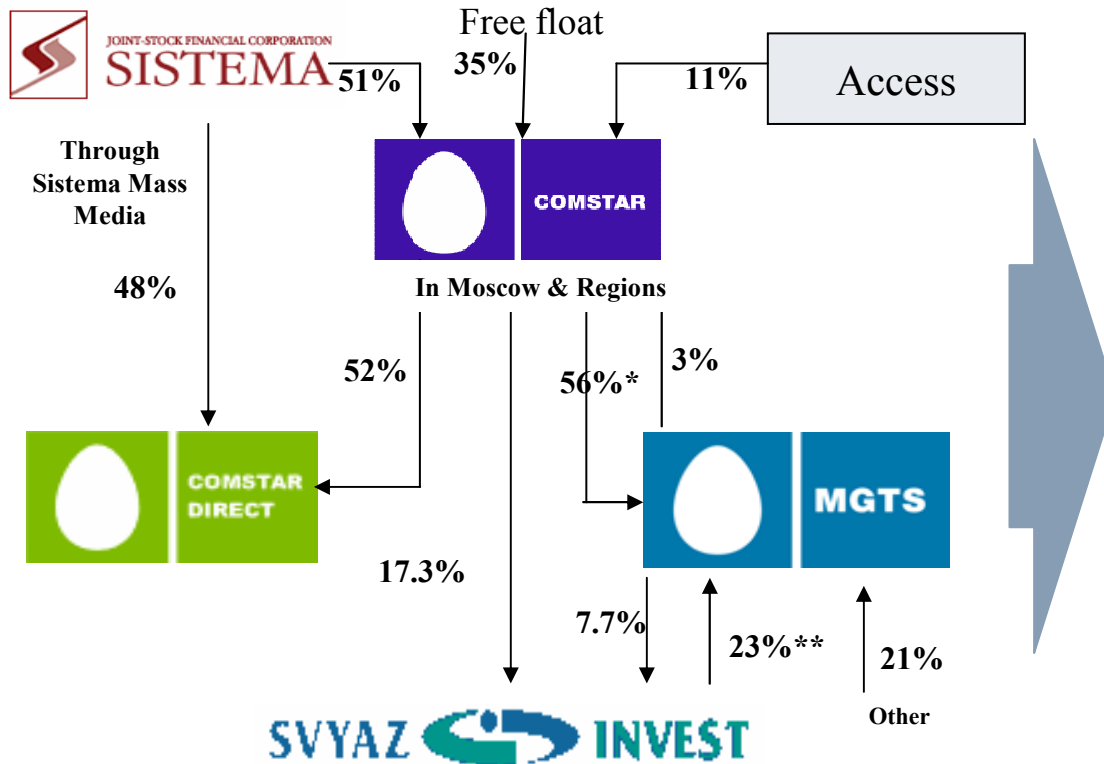 JOINT-STOCK FINANCIAL CORPORATION
SISTEMA
Free float
51%
35%
11%
Access
Through
Sistema Mass
Media
COMSTAR
48%
In Moscow & Regions
52%
56%*
3%
COMSTAR
DIRECT
MGTS
17.3%
7.7%
23%**
21%
Other
SVYAZ INVEST